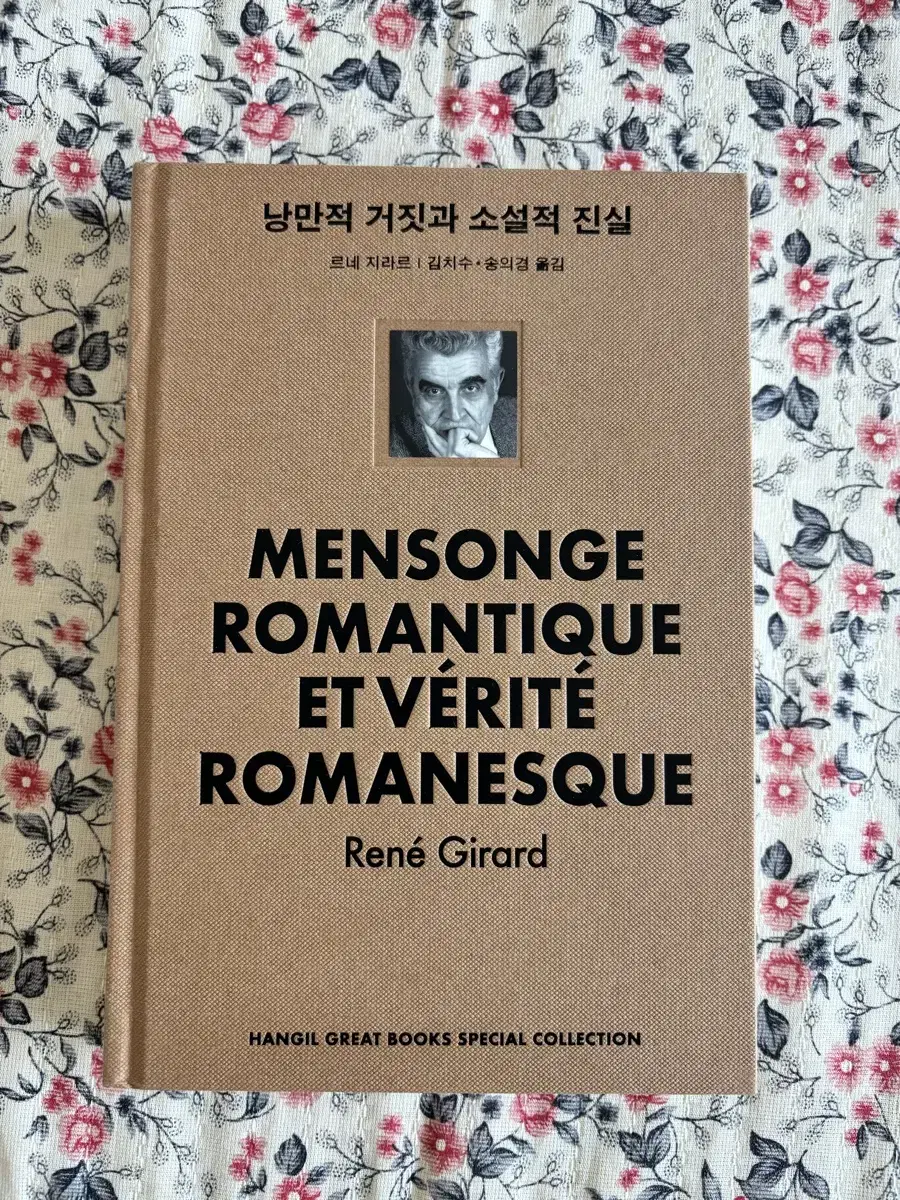 낭만적 거짓과 소설적 진실
르네 지라르 | 김치수·송의경 옮김
MENSONGE
ROMANTIQUE
ET VÉRITÉ
ROMANESQUE
René Girard
HANGIL GREAT BOOKS SPECIAL COLLECTION